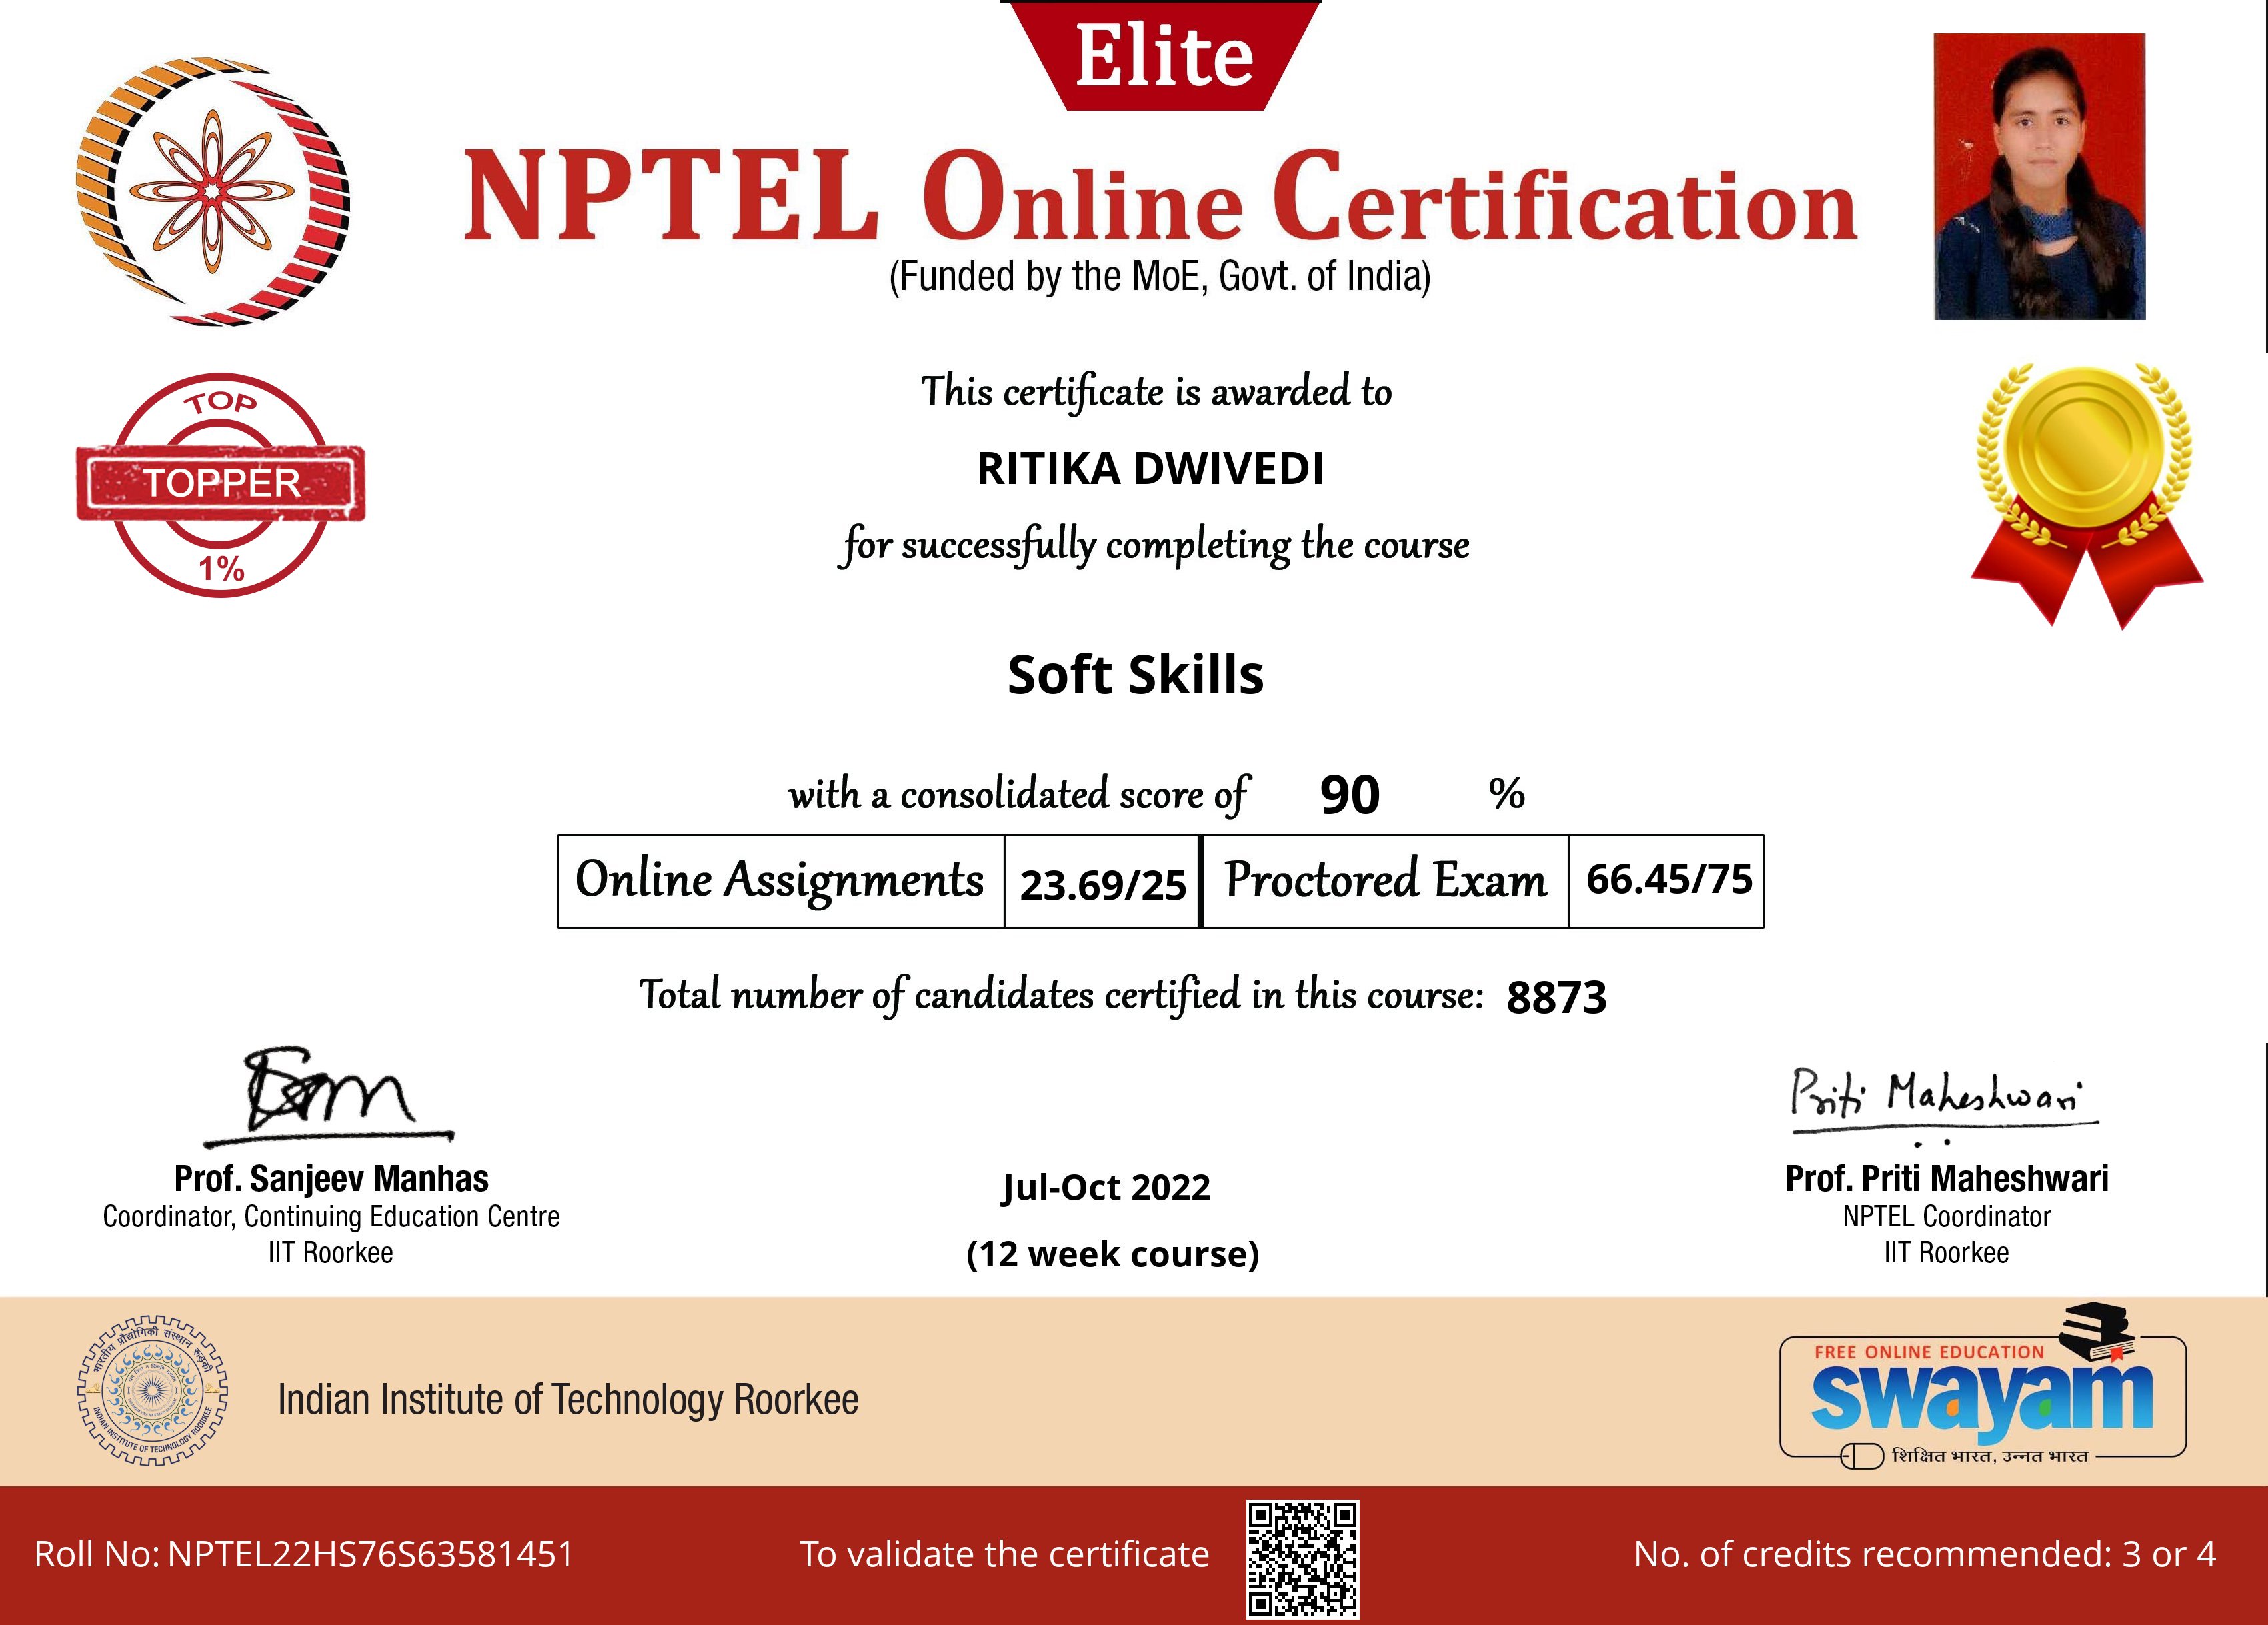 Elite
NPTEL Online Certification
(Funded by the MoE, Govt. of India)
This certificate is awarded to
RITIKA DWIVEDI
for successfully completing the course
TOP
TOPPER
1%
Soft Skills
with a consolidated score of 90 %
Online Assignments 23.69/25 Proctored Exam 66.45/75
Total number of candidates certified in this course: 8873
Priti Maheshwari
Prof. Sanjeev Manhas
Coordinator, Continuing Education Centre
IIT Roorkee
Jul-Oct 2022
(12 week course)
Prof. Priti Maheshwari
NPTEL Coordinator
IIT Roorkee
भारतीय प्रौद्योगिकी संस्थान रूड़की
INDIAN INSTITUTE OF TECHNOLOGY ROORKEE
Indian Institute of Technology Roorkee
FREE ONLINE EDUCATION
swayam
शिक्षित भारत, उन्नत भारत
Roll No: NPTEL22HS76S63581451
To validate the certificate
No. of credits recommended: 3 or 4